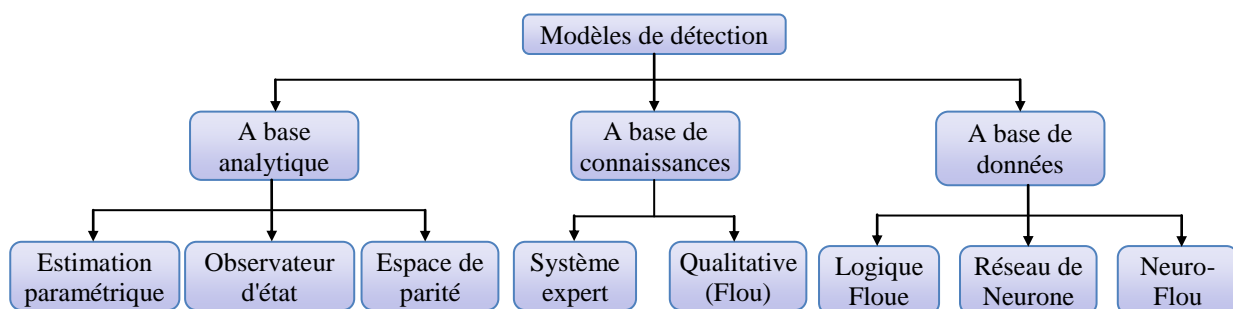 Modèles de détection
A base
analytique
A base de
connaissances
A base de
données
Estimation
paramétrique
Observateur
d'état
Espace de
parité
Système
expert
Qualitative
(Flou)
Logique
Floue
Réseau de
Neurone
Neuro-
Flou